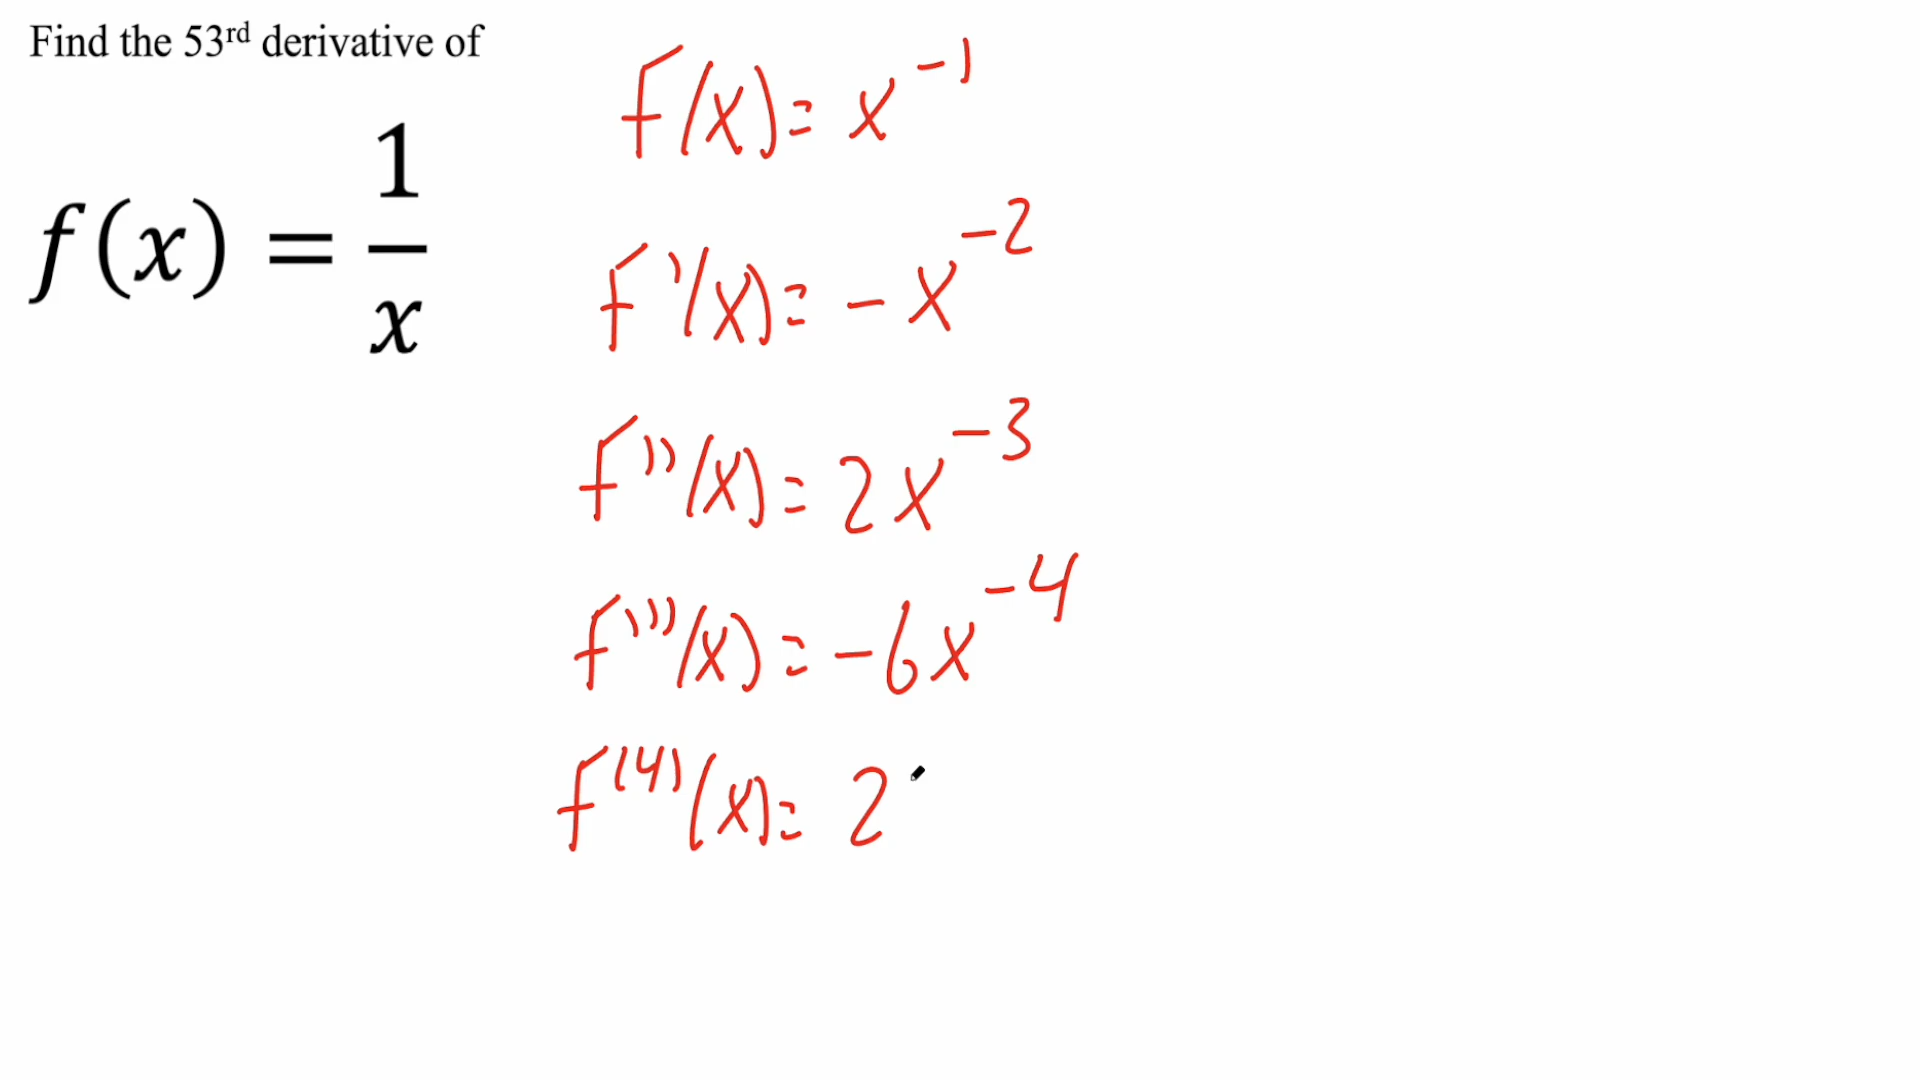 Find the 53rd derivative of
f(x) = 1/x
f(x) = x^-1
f'(x) = -x^-2
f''(x) = 2x^-3
f'''(x) = -6x^-4
f^(4)(x) = 2